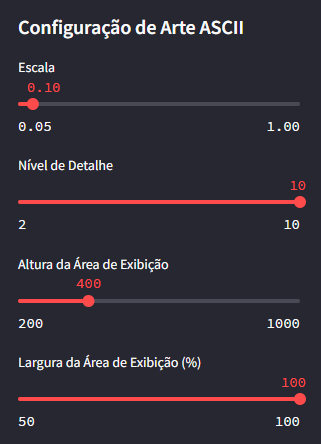 Configuração de Arte ASCII
Escala
0.10
0.05 1.00
Nível de Detalhe
10
2 10
Altura da Área de Exibição
400
200 1000
Largura da Área de Exibição (%)
100
50 100